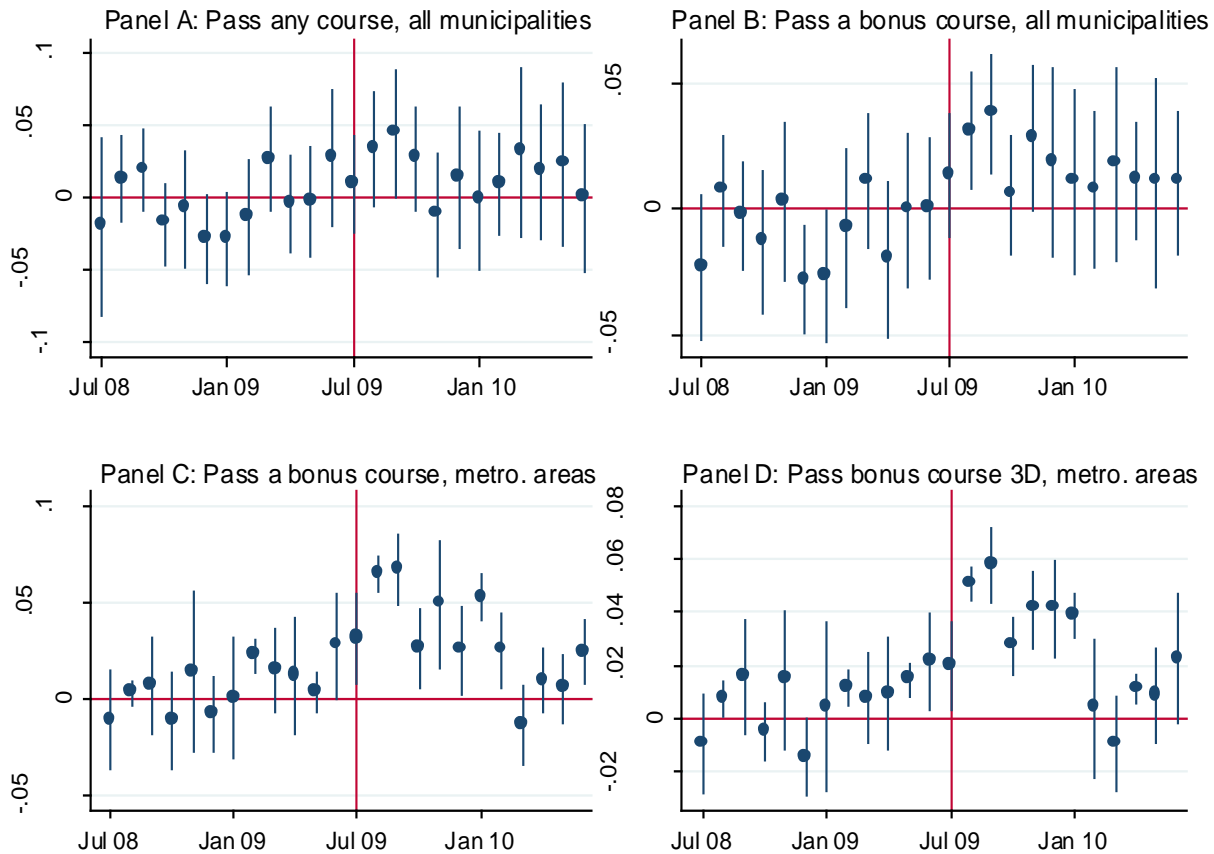 Panel A: Pass any course, all municipalities
.1
.05
0
-.05
-.1
Jul 08 Jan 09 Jul 09 Jan 10
Panel B: Pass a bonus course, all municipalities
.05
0
-.05
Jul 08 Jan 09 Jul 09 Jan 10
Panel C: Pass a bonus course, metro. areas
.1
.05
0
-.05
Jul 08 Jan 09 Jul 09 Jan 10
Panel D: Pass bonus course 3D, metro. areas
.08
.06
.04
.02
0
-.02
Jul 08 Jan 09 Jul 09 Jan 10